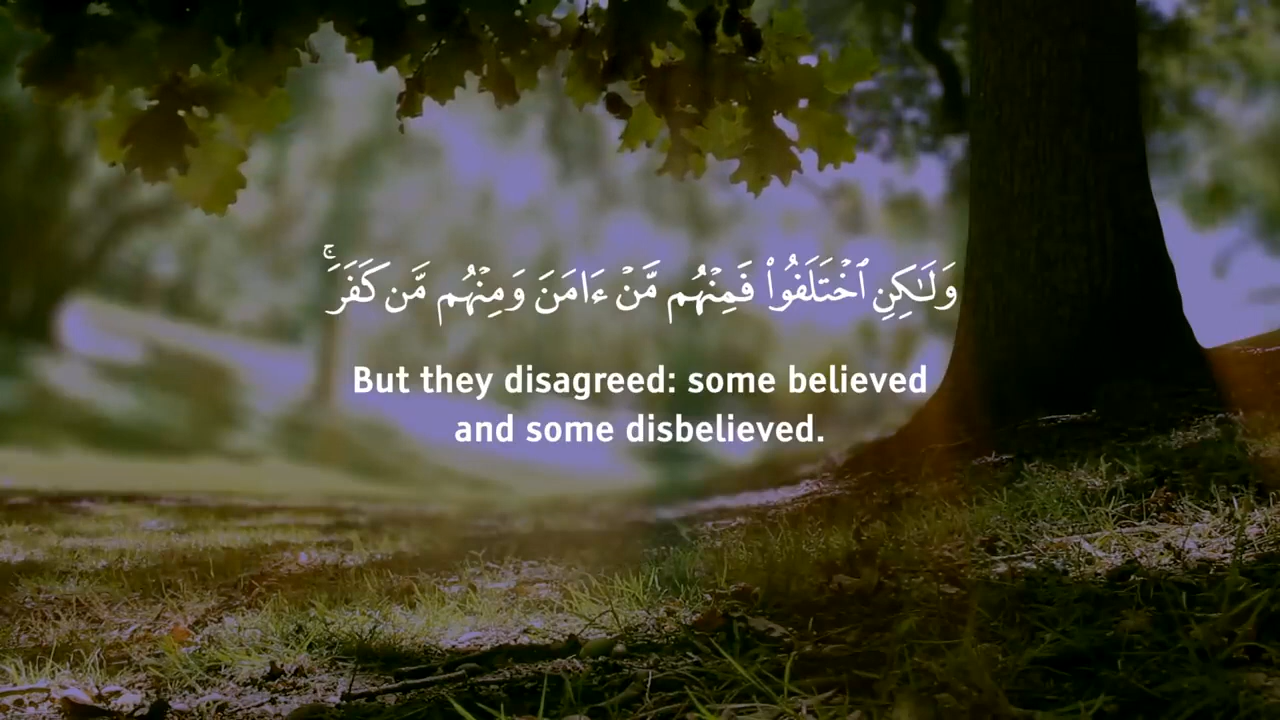 وَلَـٰكِنِ ٱخْتَلَفُوا۟ فَمِنْهُم مَّنْ ءَامَنَ وَمِنْهُم مَّن كَفَرَ ۚ
But they disagreed: some believed
and some disbelieved.